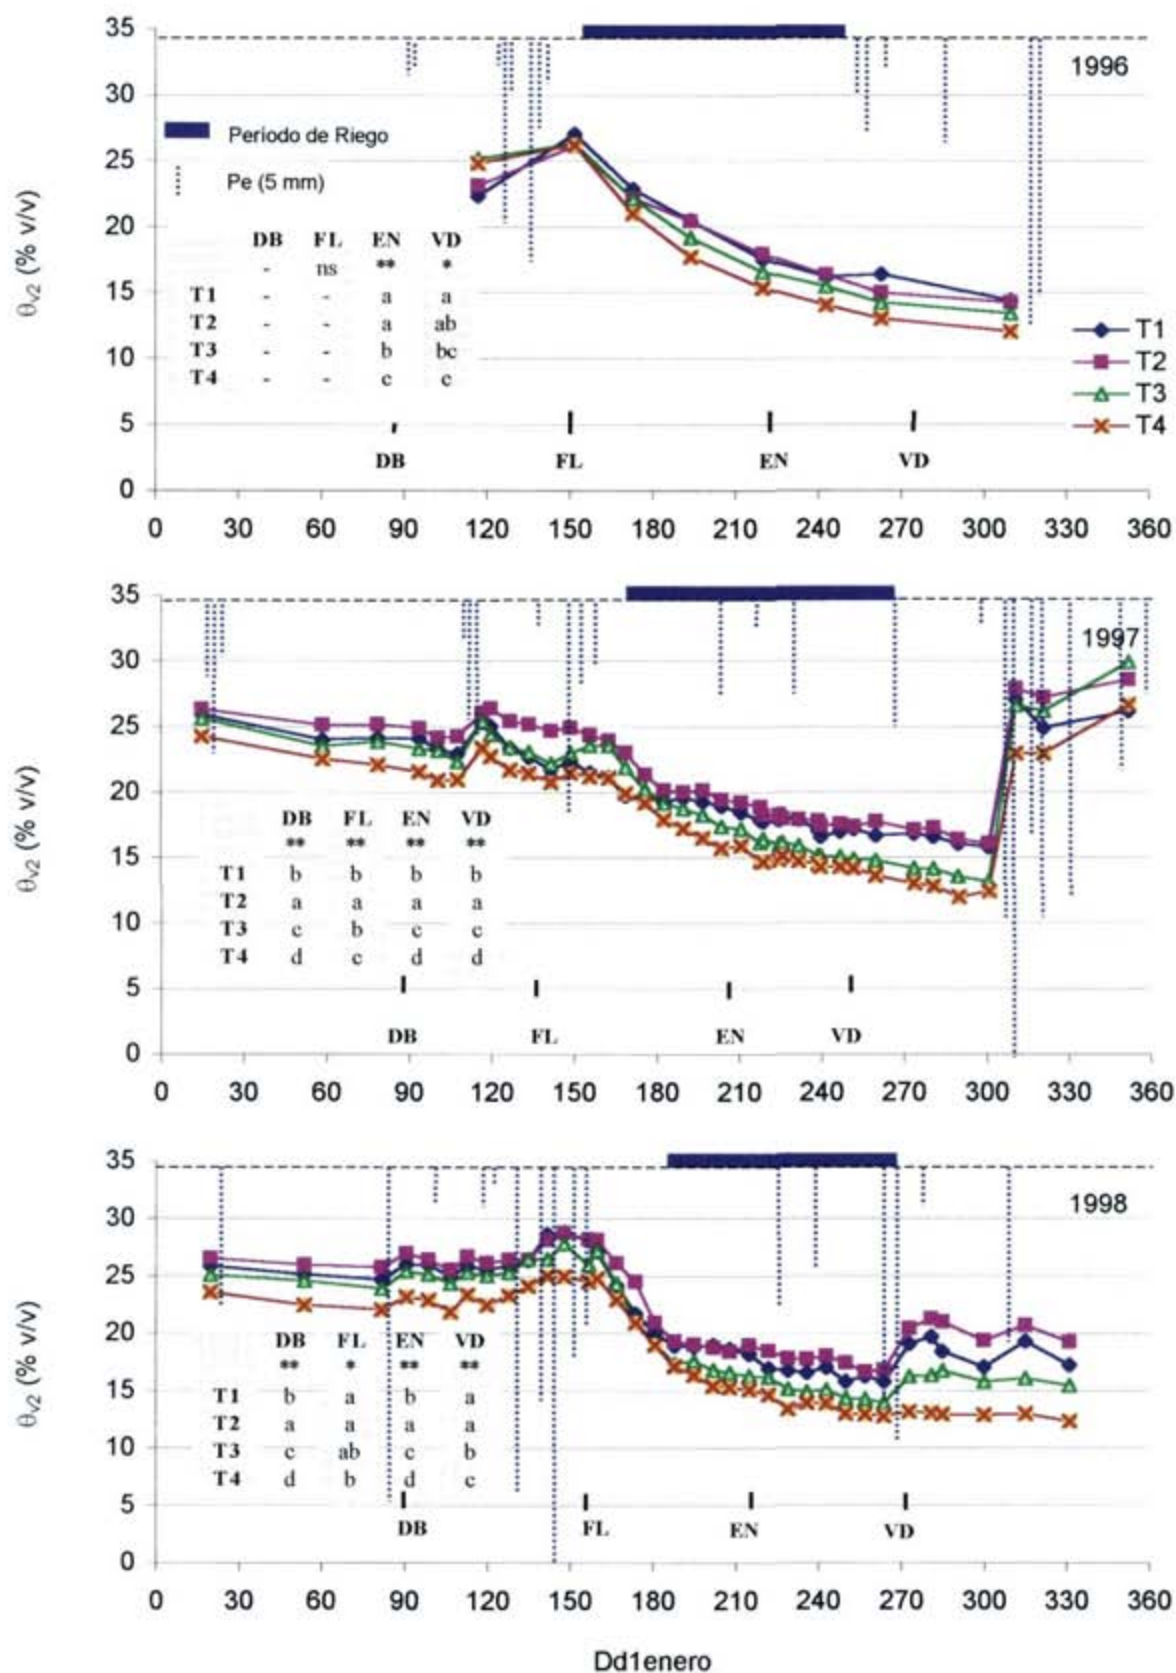 35
1996
30
Período de Riego
25
Pe (5 mm)
20
DB FL EN VD
- ns ** *
15
T1 - - a a
T2 - - a ab
T3 - - b bc
T4 - - c c
10
5
0
DB FL EN VD
T1
T2
T3
T4
θv2 (% v/v)
0 30 60 90 120 150 180 210 240 270 300 330 360
35
1997
30
25
20
15
10
5
0
DB FL EN VD
** ** ** **
T1 b b b b
T2 a a a a
T3 c b c c
T4 d c d d
DB FL EN VD
θv2 (% v/v)
0 30 60 90 120 150 180 210 240 270 300 330 360
35
1998
30
25
20
15
10
5
0
DB FL EN VD
** * ** **
T1 b a b a
T2 a a a a
T3 c ab c b
T4 d b d c
DB FL EN VD
θv2 (% v/v)
0 30 60 90 120 150 180 210 240 270 300 330 360
Dd1enero